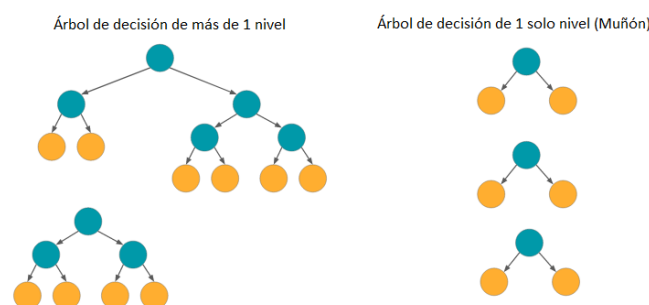 Árbol de decisión de más de 1 nivel
Árbol de decisión de 1 solo nivel (Muñón)